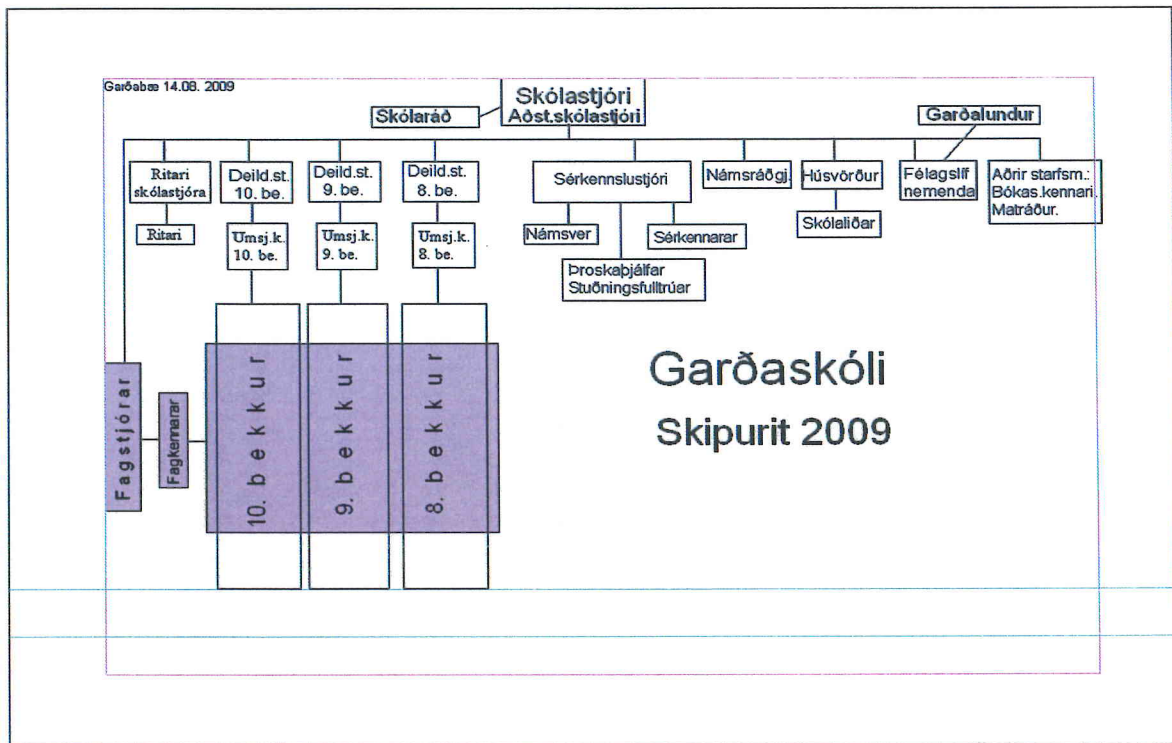 Garðabæ 14.08. 2009
Skólastjóri
Aðst.skólastjóri
Skólaráð
Garðalundur
Ritari
skólastjóra
Deild.st.
10. be.
Deild.st.
9. be.
Deild.st.
8. be.
Sérkennslustjóri
Námsráðgj.
Húsvörður
Félagslíf
nemenda
Aðrir starfsm.:
Bókas.kennari.
Matráður.
Ritari
Umsj.k.
10. be.
Umsj.k.
9. be.
Umsj.k.
8. be.
Námsver
Sérkennarar
Skólaliðar
Þroskaþjálfar
Stuðningsfulltrúar
Fagstjórar
Fagkennarar
10. bekkur
9. bekkur
8. bekkur
Garðaskóli
Skipurit 2009